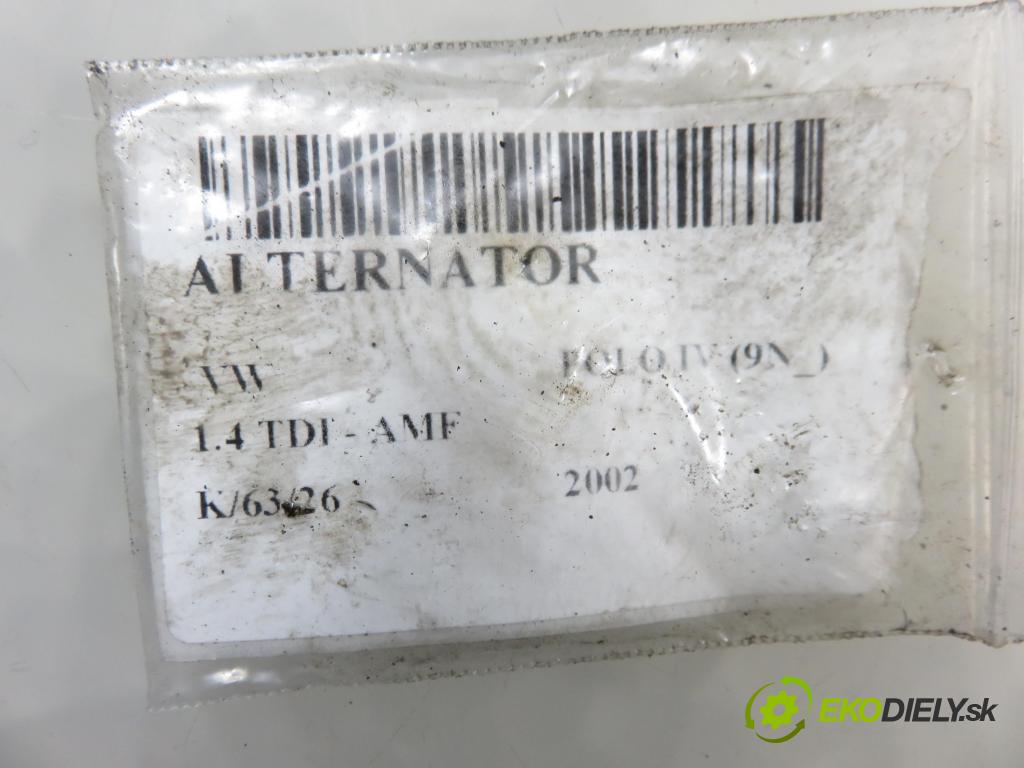 ALTERNATOR
VW POLO IV (9N_)
1.4 TDI - AMF
K/63/26 2002
EKODIELY.sk